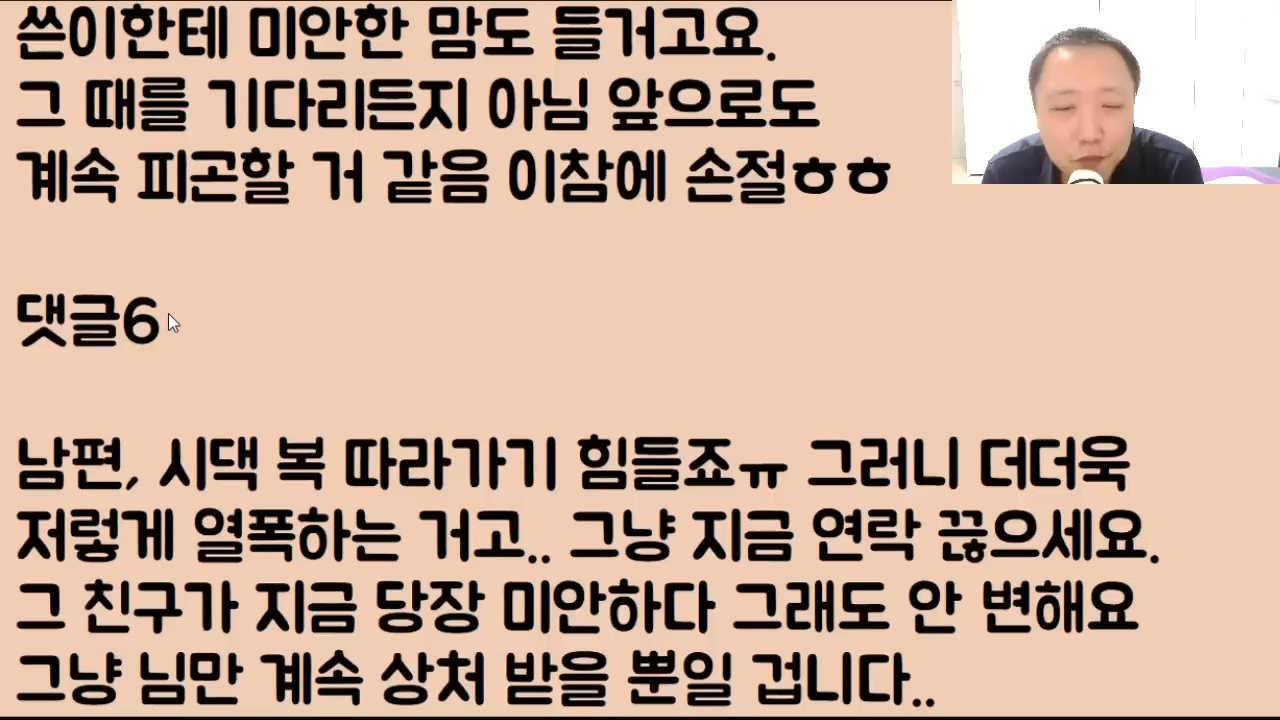 쓴이한테 미안한 맘도 들거고요.
그 때를 기다리든지 아님 앞으로도
계속 피곤할 거 같음 이참에 손절ㅎㅎ
댓글6
남편, 시댁 복 따라가기 힘들죠ㅠ 그러니 더더욱
저렇게 열폭하는 거고.. 그냥 지금 연락 끊으세요.
그 친구가 지금 당장 미안하다 그래도 안 변해요
그냥 님만 계속 상처 받을 뿐일 겁니다..